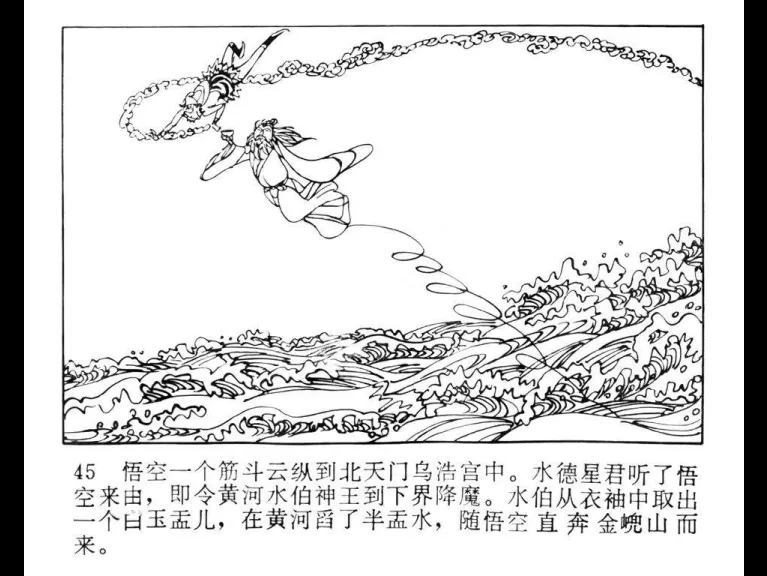 45 悟空一个筋斗云纵到北天门乌浩宫中。水德星君听了悟
空来由，即令黄河水伯神王到下界降魔。水伯从衣袖中取出
一个白玉盂儿，在黄河舀了半盂水，随悟空直奔金𠒋山而
来。